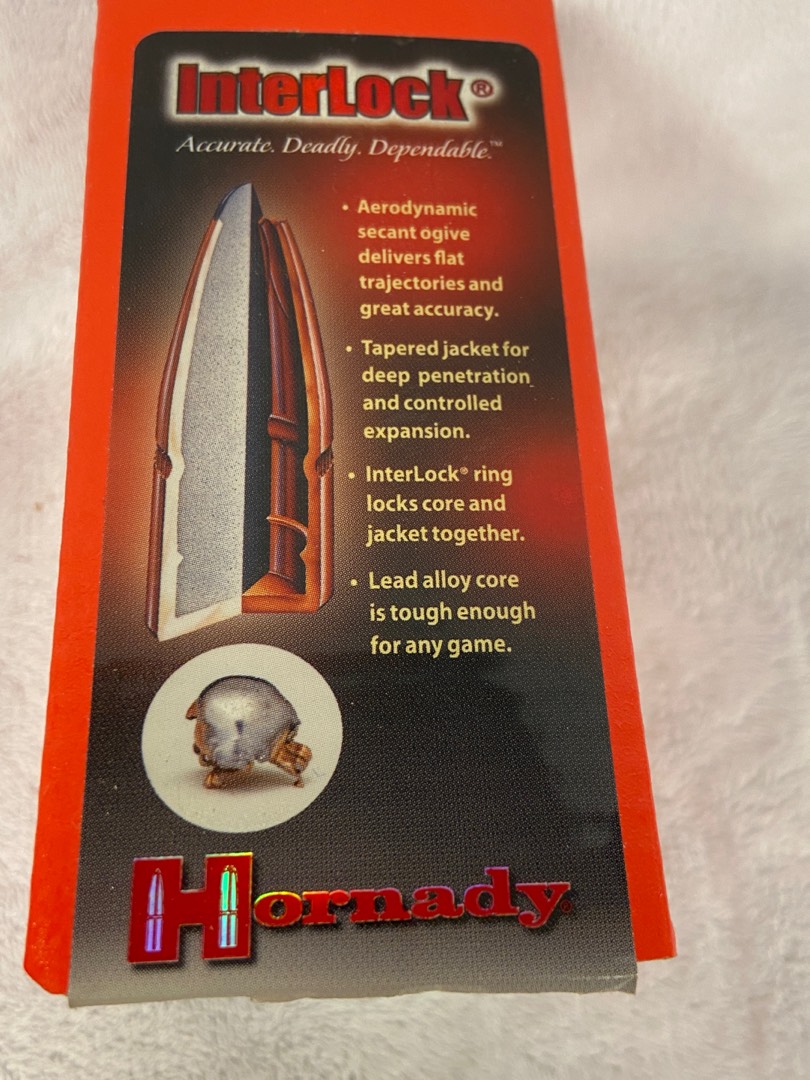 InterLock®
Accurate. Deadly. Dependable.™
• Aerodynamic
secant ogive
delivers flat
trajectories and
great accuracy.
• Tapered jacket for
deep penetration
and controlled
expansion.
• InterLock® ring
locks core and
jacket together.
• Lead alloy core
is tough enough
for any game.
Hornady®